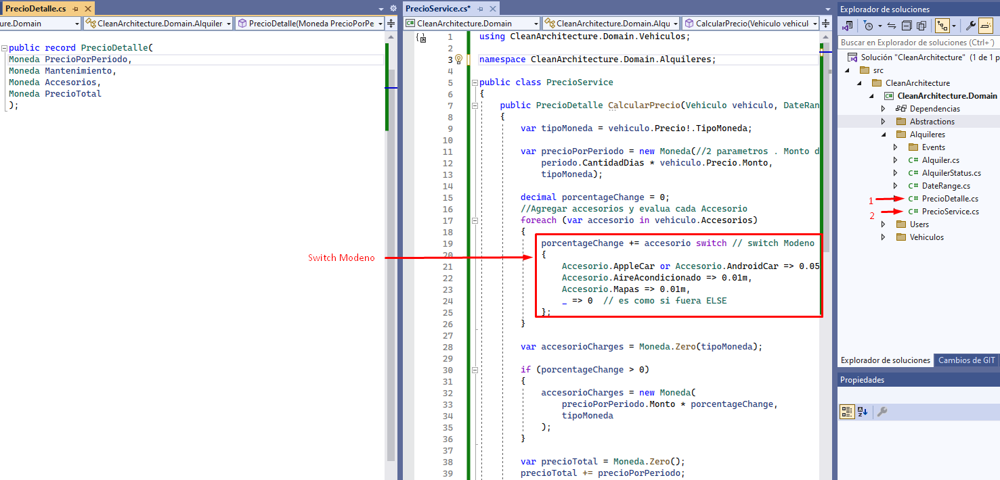 PrecioDetalle.cs
ure.Domain
CleanArchitecture.Domain.Alquiler
PrecioDetalle(Moneda PrecioPorPe
public record PrecioDetalle(
Moneda PrecioPorPeriodo,
Moneda Mantenimiento,
Moneda Accesorios,
Moneda PrecioTotal
);
Switch Modeno
PrecioService.cs*
CleanArchitecture.Domain
CleanArchitecture.Domain.Alqu
CalcularPrecio(Vehiculo vehicul
1 using CleanArchitecture.Domain.Vehiculos;
2
3 namespace CleanArchitecture.Domain.Alquileres;
4
5 public class PrecioService
6 {
7 public PrecioDetalle CalcularPrecio(Vehiculo vehiculo, DateRan
8 {
9 var tipoMoneda = vehiculo.Precio!.TipoMoneda;
10
11 var precioPorPeriodo = new Moneda(//2 parametros . Monto d
12 periodo.CantidadDias * vehiculo.Precio.Monto,
13 tipoMoneda);
14
15 decimal porcentageChange = 0;
16 //Agregar accesorios y evalua cada Accesorio
17 foreach (var accesorio in vehiculo.Accesorios)
18 {
19 porcentageChange += accesorio switch // switch Modeno
20 {
21 Accesorio.AppleCar or Accesorio.AndroidCar => 0.05
22 Accesorio.AireAcondicionado => 0.01m,
23 Accesorio.Mapas => 0.01m,
24 _ => 0 // es como si fuera ELSE
25 };
26 }
27
28 var accesorioCharges = Moneda.Zero(tipoMoneda);
29
30 if (porcentageChange > 0)
31 {
32 accesorioCharges = new Moneda(
33 precioPorPeriodo.Monto * porcentageChange,
34 tipoMoneda
35 );
36 }
37
38 var precioTotal = Moneda.Zero();
39 precioTotal += precioPorPeriodo;
Explorador de soluciones
Buscar en Explorador de soluciones (Ctrl+´)
Solución "CleanArchitecture" (1 de 1 p
src
CleanArchitecture
CleanArchitecture.Domain
Dependencias
Abstractions
Alquileres
Events
Alquiler.cs
AlquilerStatus.cs
DateRange.cs
1 PrecioDetalle.cs
2 PrecioService.cs
Users
Vehiculos
Explorador de soluciones
Cambios de GIT
Propiedades